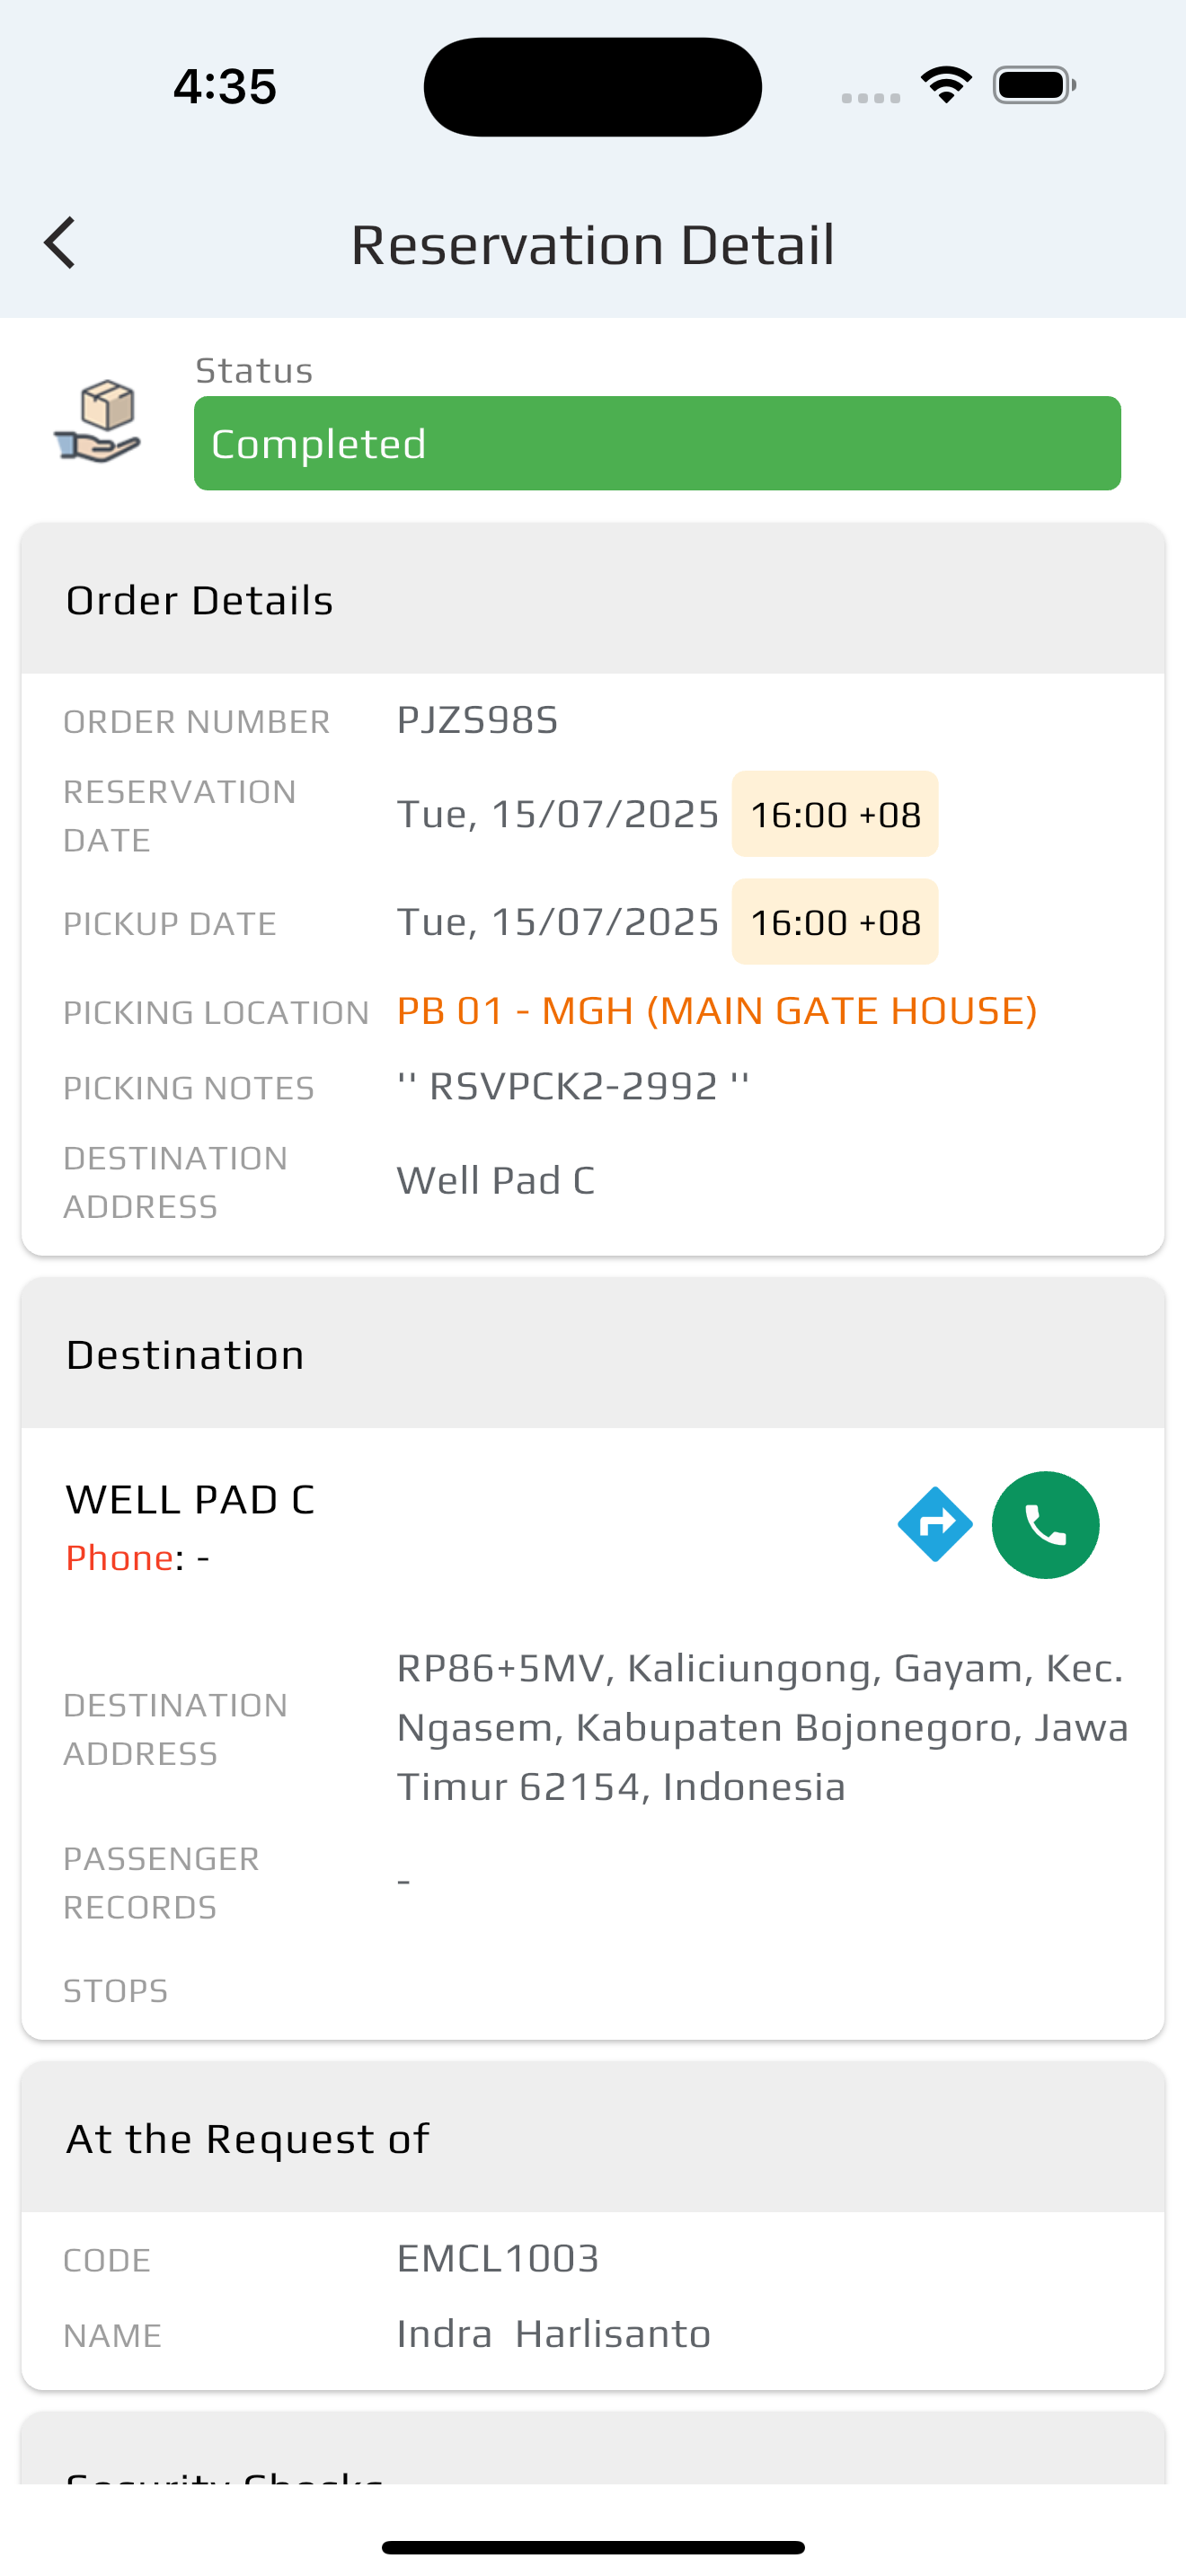 4:35
Reservation Detail
Status
Completed
Order Details
ORDER NUMBER PJZS98S
RESERVATION
DATE
Tue, 15/07/2025 16:00 +08
PICKUP DATE Tue, 15/07/2025 16:00 +08
PICKING LOCATION PB 01 - MGH (MAIN GATE HOUSE)
PICKING NOTES '' RSVPCK2-2992 ''
DESTINATION
ADDRESS
Well Pad C
Destination
WELL PAD C
Phone: -
DESTINATION
ADDRESS
RP86+5MV, Kaliciungong, Gayam, Kec.
Ngasem, Kabupaten Bojonegoro, Jawa
Timur 62154, Indonesia
PASSENGER
RECORDS
-
STOPS
At the Request of
CODE EMCL1003
NAME Indra  Harlisanto
Security Checks